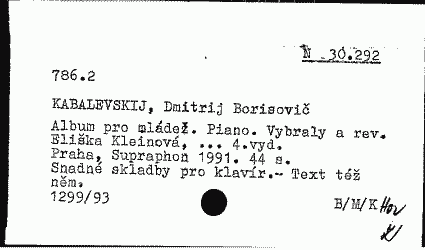 N 30.292
786.2
KABALEVSKIJ, Dmitrij Borisovič
Album pro mládež. Piano. Vybraly a rev.
Eliška Kleinová, ... 4.vyd.
Praha, Supraphon 1991. 44 s.
Snadné skladby pro klavír.- Text též
něm.
1299/93
B/M/K Hov